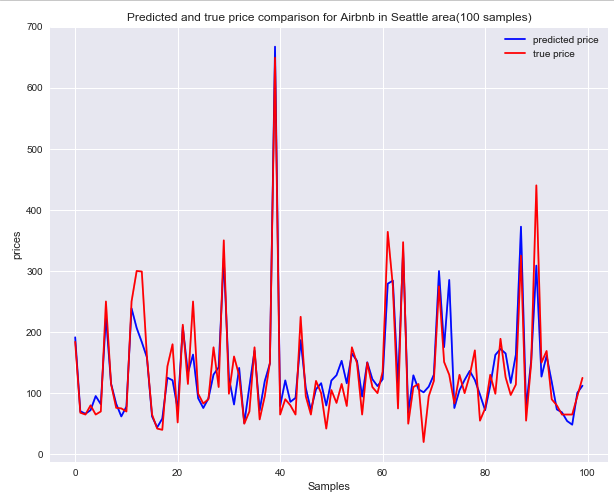 Predicted and true price comparison for Airbnb in Seattle area(100 samples)
predicted price
true price
700
600
500
400
300
200
100
0
prices
0 20 40 60 80 100
Samples